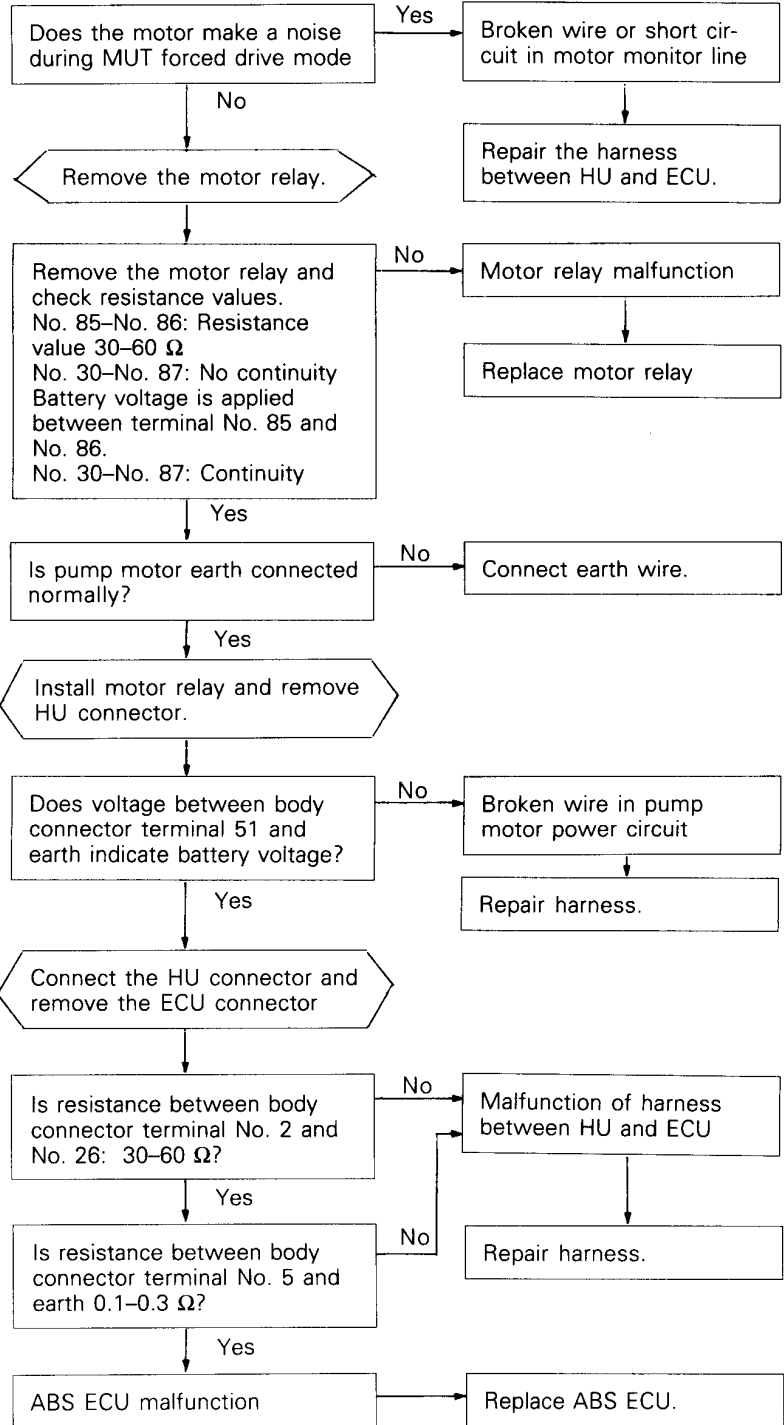 Does the motor make a noise
during MUT forced drive mode
Yes
Broken wire or short cir-
cuit in motor monitor line
No
Repair the harness
between HU and ECU.
Remove the motor relay.
Remove the motor relay and
check resistance values.
No. 85–No. 86: Resistance
value 30–60 Ω
No. 30–No. 87: No continuity
Battery voltage is applied
between terminal No. 85 and
No. 86.
No. 30–No. 87: Continuity
No
Motor relay malfunction
Replace motor relay
Yes
Is pump motor earth connected
normally?
No
Connect earth wire.
Yes
Install motor relay and remove
HU connector.
Does voltage between body
connector terminal 51 and
earth indicate battery voltage?
No
Broken wire in pump
motor power circuit
Repair harness.
Yes
Connect the HU connector and
remove the ECU connector
Is resistance between body
connector terminal No. 2 and
No. 26: 30–60 Ω?
No
Malfunction of harness
between HU and ECU
Yes
Is resistance between body
connector terminal No. 5 and
earth 0.1–0.3 Ω?
No
Repair harness.
Yes
ABS ECU malfunction
Replace ABS ECU.